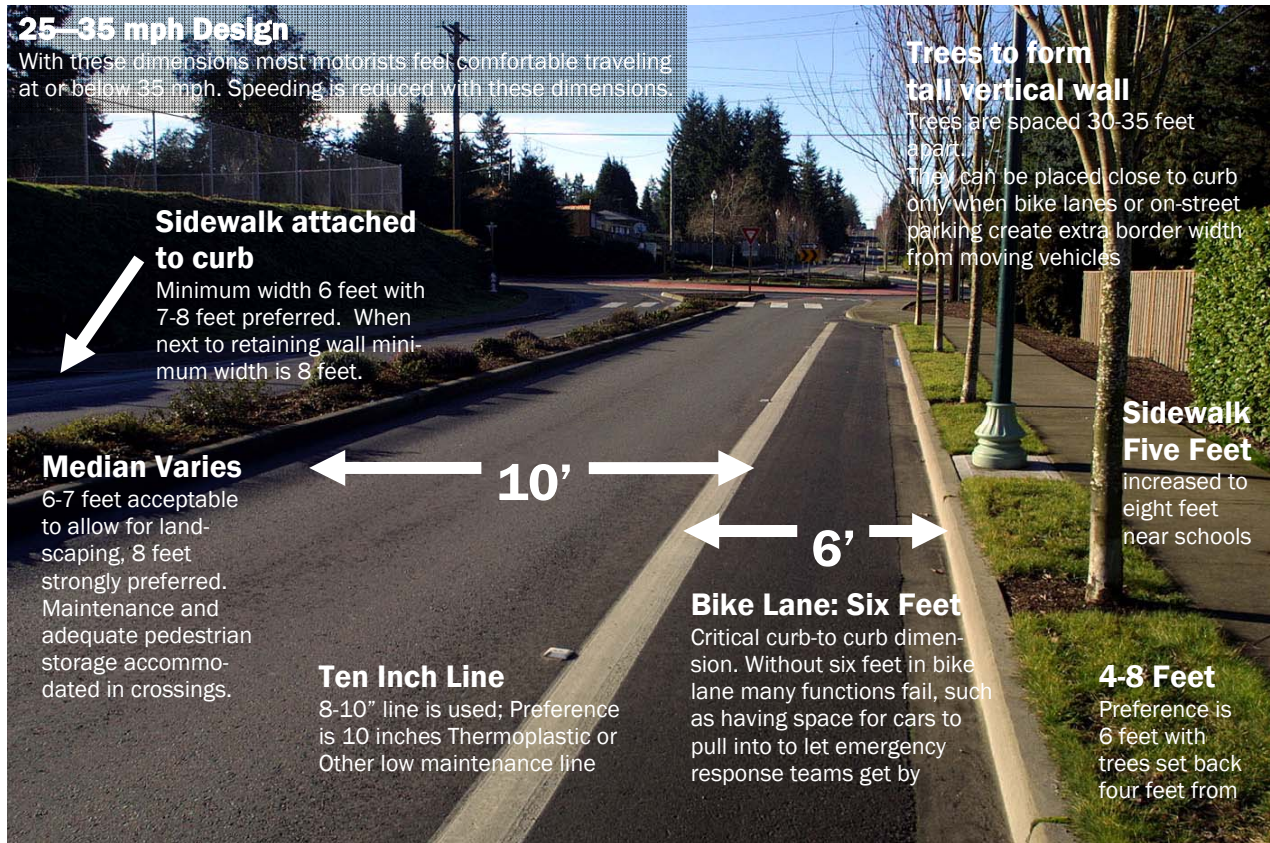 25—35 mph Design
With these dimensions most motorists feel comfortable traveling
at or below 35 mph. Speeding is reduced with these dimensions.
Trees to form
tall vertical wall
Trees are spaced 30-35 feet
apart.
They can be placed close to curb
only when bike lanes or on-street
parking create extra border width
from moving vehicles
Sidewalk attached
to curb
Minimum width 6 feet with
7-8 feet preferred. When
next to retaining wall mini-
mum width is 8 feet.
Sidewalk
Five Feet
increased to
eight feet
near schools
Median Varies
6-7 feet acceptable
to allow for land-
scaping, 8 feet
strongly preferred.
Maintenance and
adequate pedestrian
storage accommo-
dated in crossings.
10’
6’
Bike Lane: Six Feet
Critical curb-to curb dimen-
sion. Without six feet in bike
lane many functions fail, such
as having space for cars to
pull into to let emergency
response teams get by
Ten Inch Line
8-10” line is used; Preference
is 10 inches Thermoplastic or
Other low maintenance line
4-8 Feet
Preference is
6 feet with
trees set back
four feet from